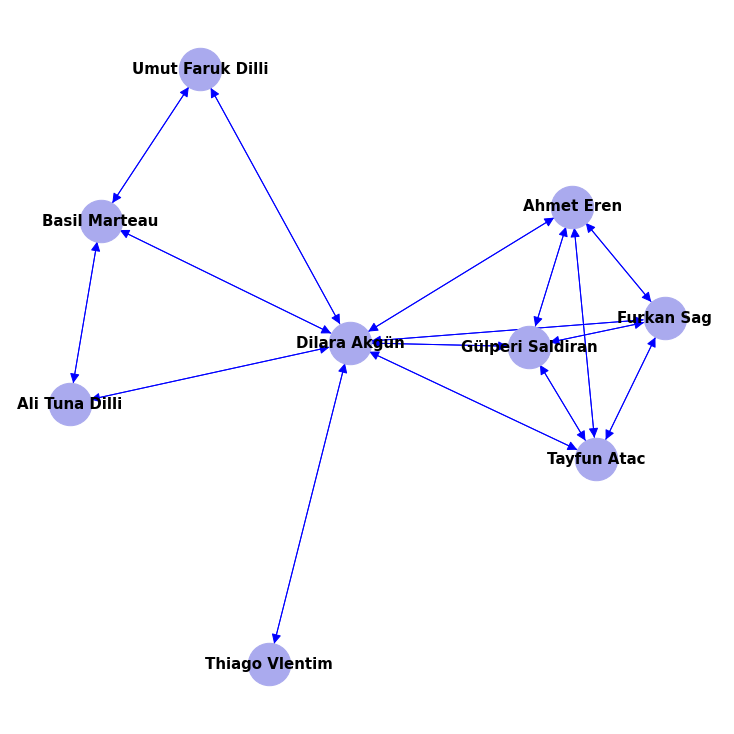 Umut Faruk Dilli
Ahmet Eren
Basil Marteau
Furkan Sag
Dilara Akgün
Gülperi Saldiran
Ali Tuna Dilli
Tayfun Atac
Thiago Vlentim